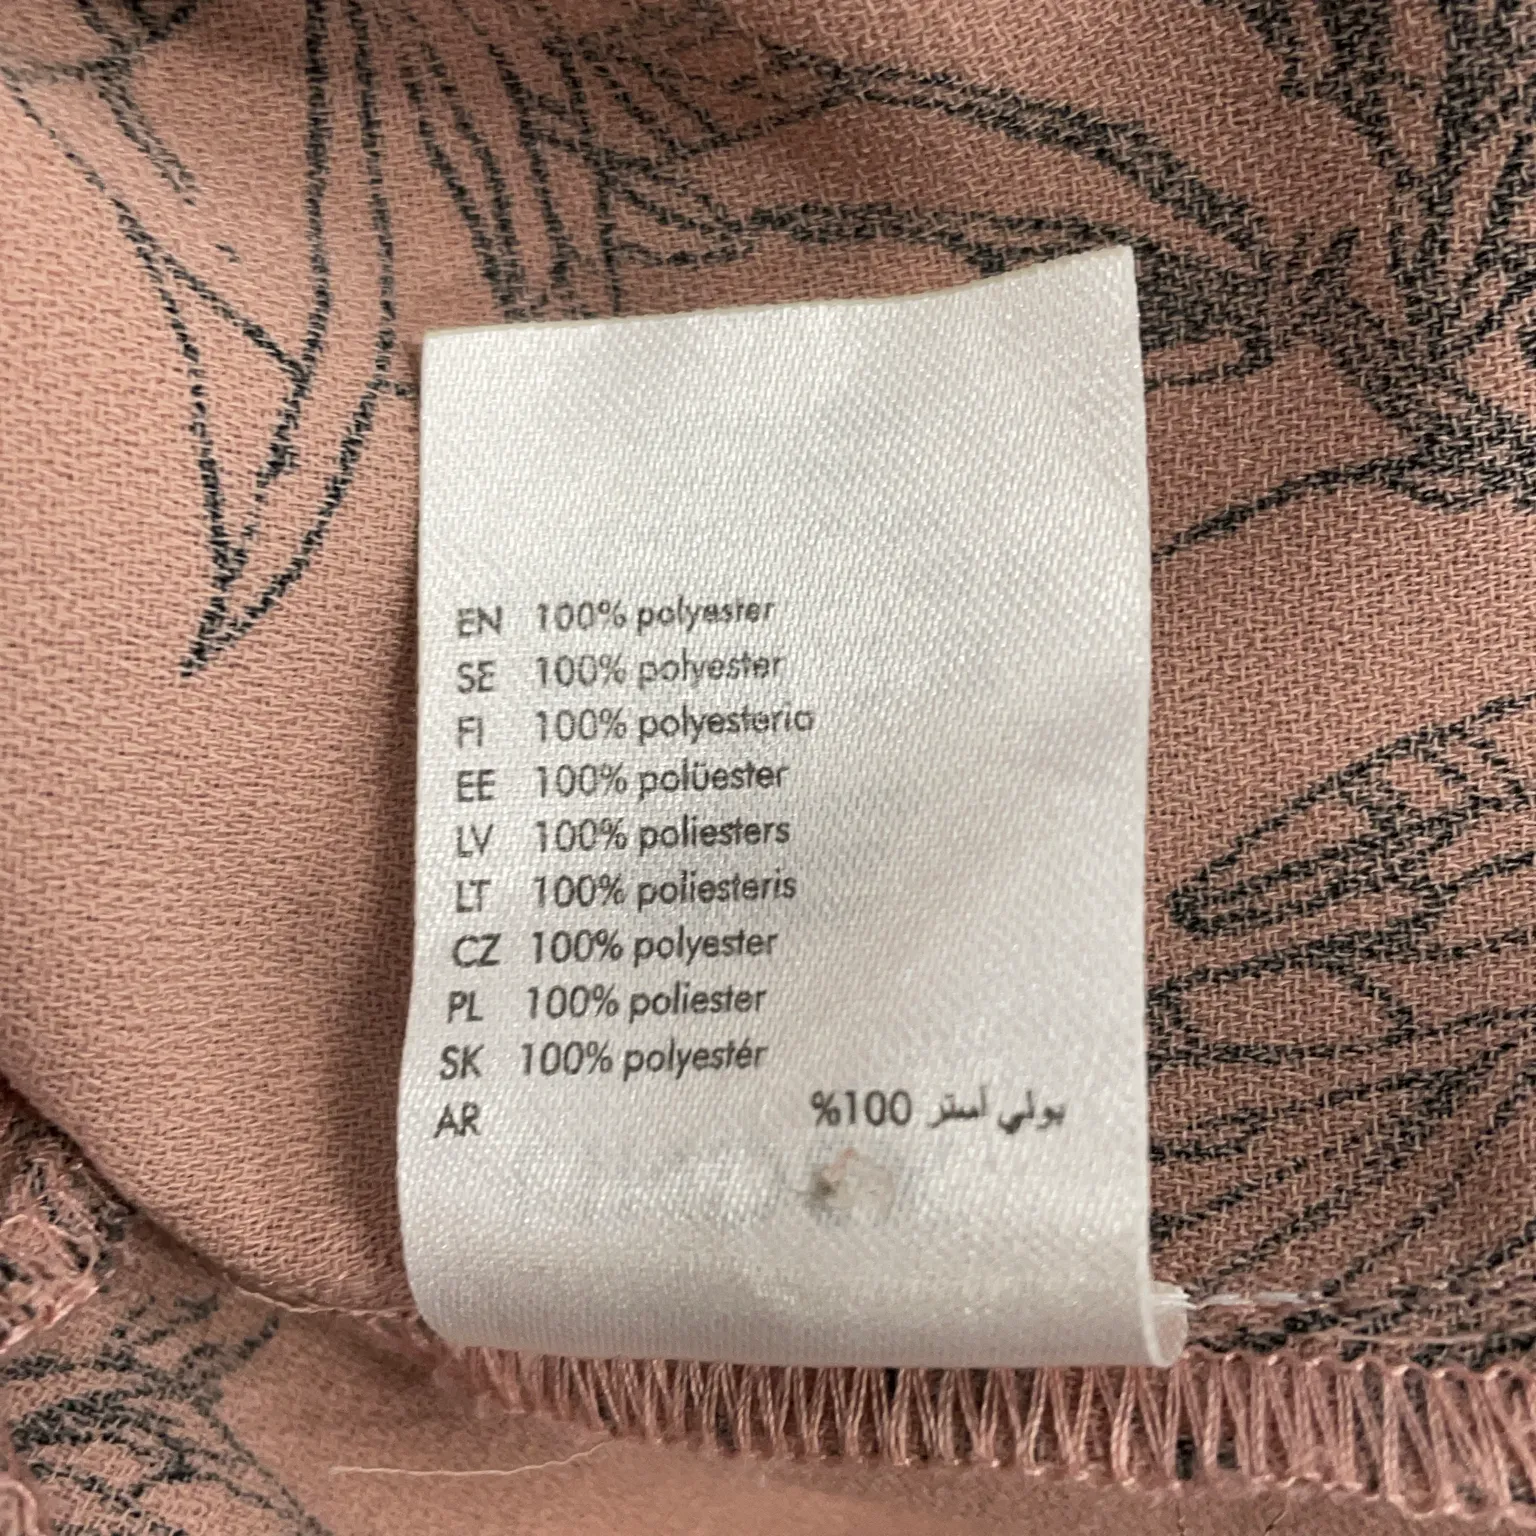 EN 100% polyester
SE 100% polyester
FI 100% polyesteria
EE 100% polüester
LV 100% poliesters
LT 100% poliesteris
CZ 100% polyester
PL 100% poliester
SK 100% polyestér
AR بولي أستر 100%